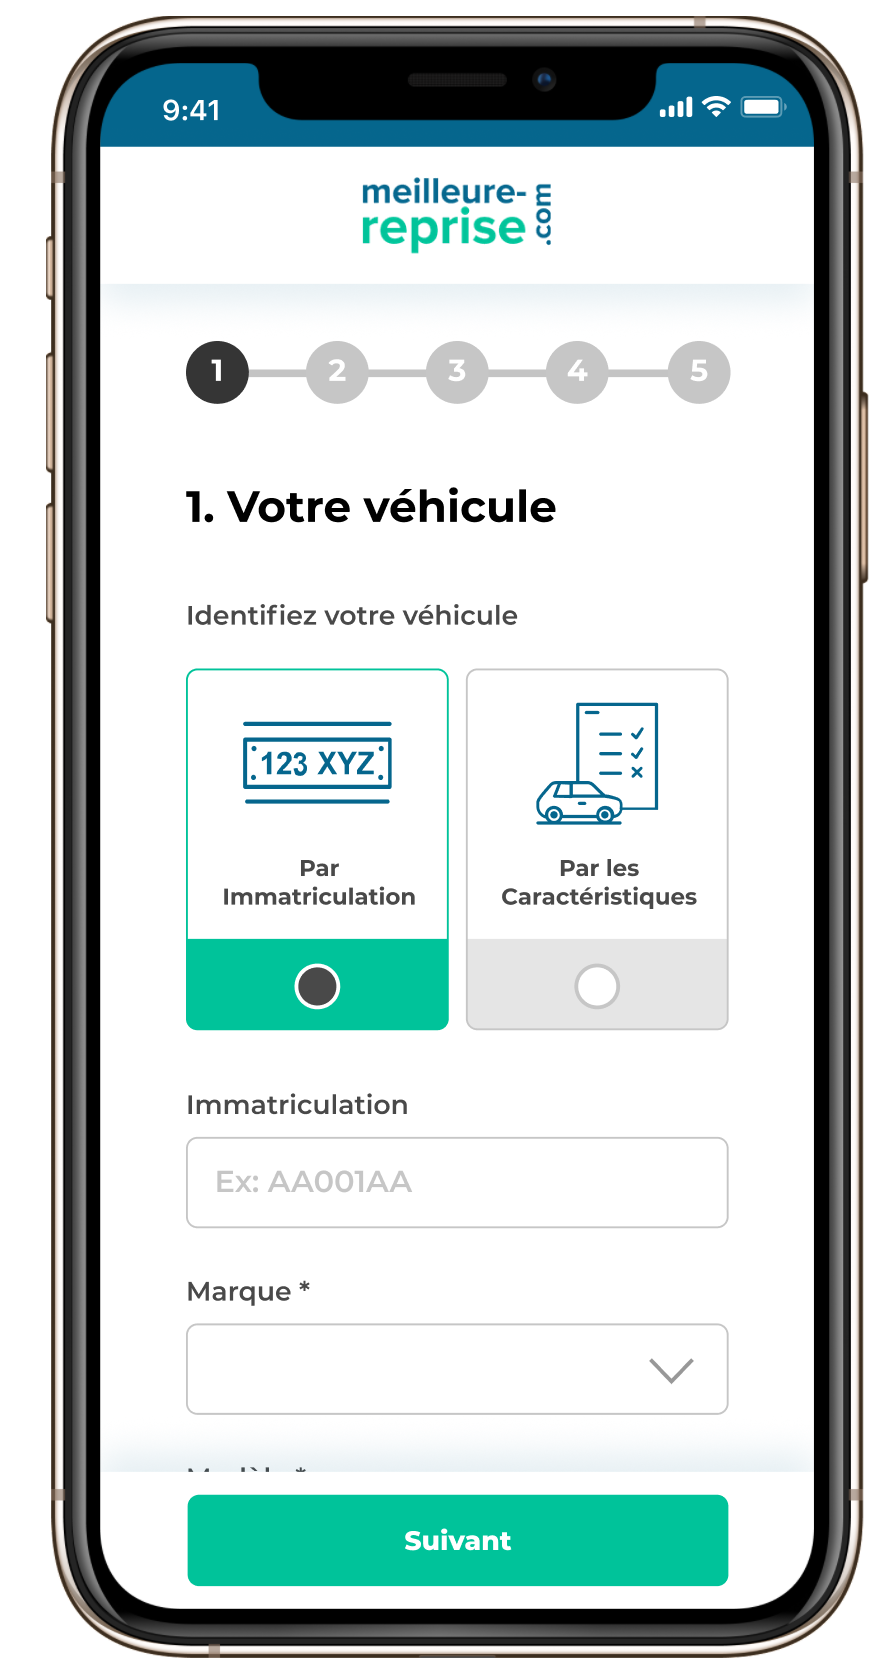 9:41
meilleure-
reprise .com
1 2 3 4 5
1. Votre véhicule
Identifiez votre véhicule
123 XYZ
Par
Immatriculation
Par les
Caractéristiques
Immatriculation
Ex: AA001AA
Marque *
Modèle *
Suivant